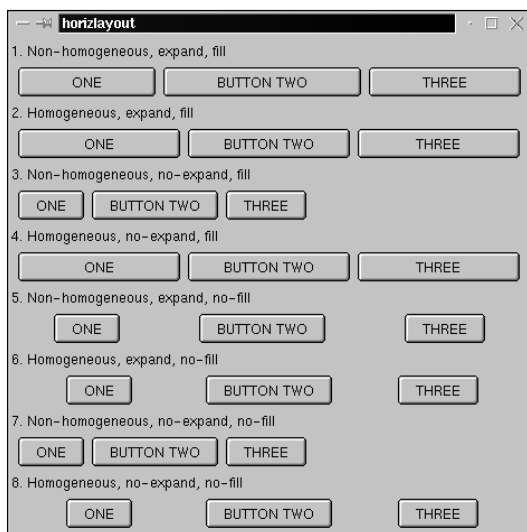 horizlayout
1. Non-homogeneous, expand, fill
ONE BUTTON TWO THREE
2. Homogeneous, expand, fill
ONE BUTTON TWO THREE
3. Non-homogeneous, no-expand, fill
ONE BUTTON TWO THREE
4. Homogeneous, no-expand, fill
ONE BUTTON TWO THREE
5. Non-homogeneous, expand, no-fill
ONE BUTTON TWO THREE
6. Homogeneous, expand, no-fill
ONE BUTTON TWO THREE
7. Non-homogeneous, no-expand, no-fill
ONE BUTTON TWO THREE
8. Homogeneous, no-expand, no-fill
ONE BUTTON TWO THREE